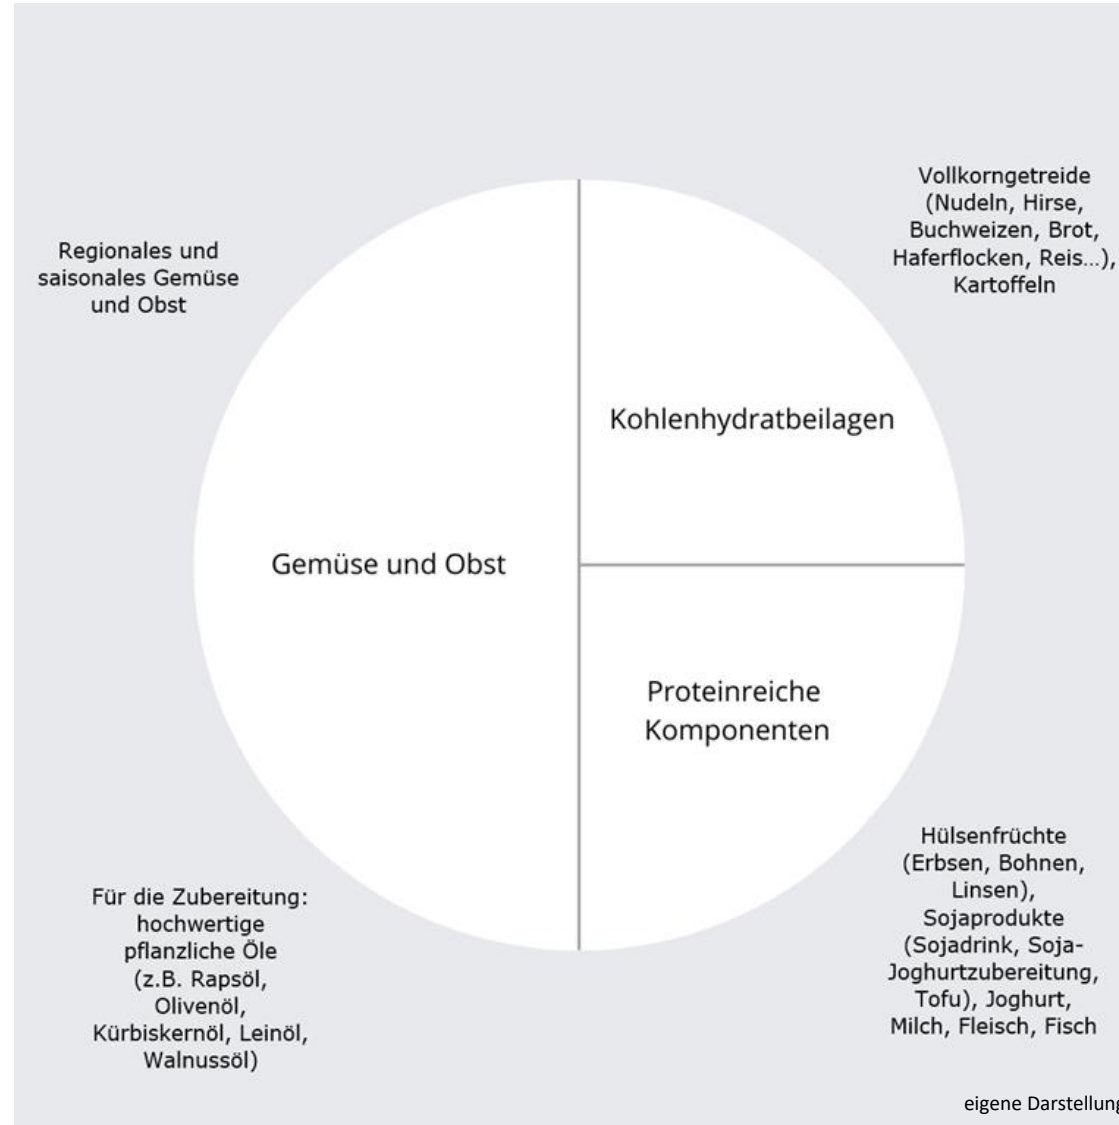 Vollkorngetreide
(Nudeln, Hirse,
Buchweizen, Brot,
Haferflocken, Reis...),
Kartoffeln
Regionales und
saisonales Gemüse
und Obst
Kohlenhydratbeilagen
Gemüse und Obst
Proteinreiche
Komponenten
Hülsenfrüchte
(Erbsen, Bohnen,
Linsen),
Sojaprodukte
(Sojadrink, Soja-
Joghurtzubereitung,
Tofu), Joghurt,
Milch, Fleisch, Fisch
Für die Zubereitung:
hochwertige
pflanzliche Öle
(z.B. Rapsöl,
Olivenöl,
Kürbiskernöl, Leinöl,
Walnussöl)
eigene Darstellung